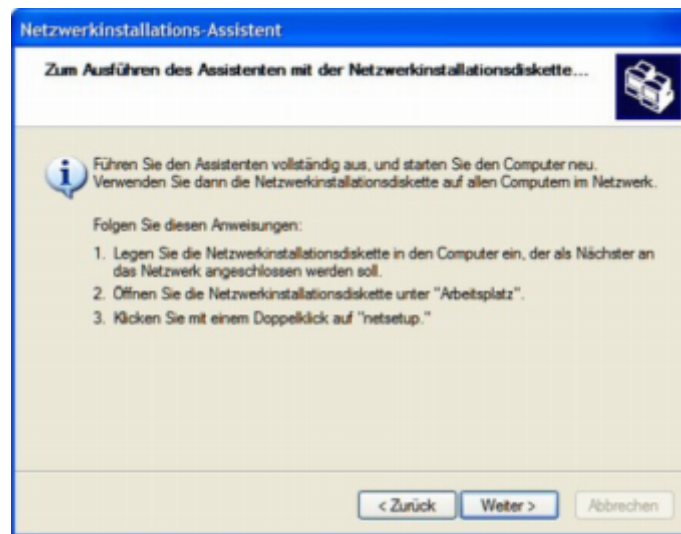 Netzwerkinstallations-Assistent
Zum Ausführen des Assistenten mit der Netzwerkinstallationsdiskette...
Führen Sie den Assistenten vollständig aus, und starten Sie den Computer neu.
Verwenden Sie dann die Netzwerkinstallationsdiskette auf allen Computern im Netzwerk.
Folgen Sie diesen Anweisungen:
1. Legen Sie die Netzwerkinstallationsdiskette in den Computer ein, der als Nächster an
das Netzwerk angeschlossen werden soll.
2. Öffnen Sie die Netzwerkinstallationsdiskette unter "Arbeitsplatz".
3. Klicken Sie mit einem Doppelklick auf "netsetup."
< Zurück Weiter > Abbrechen